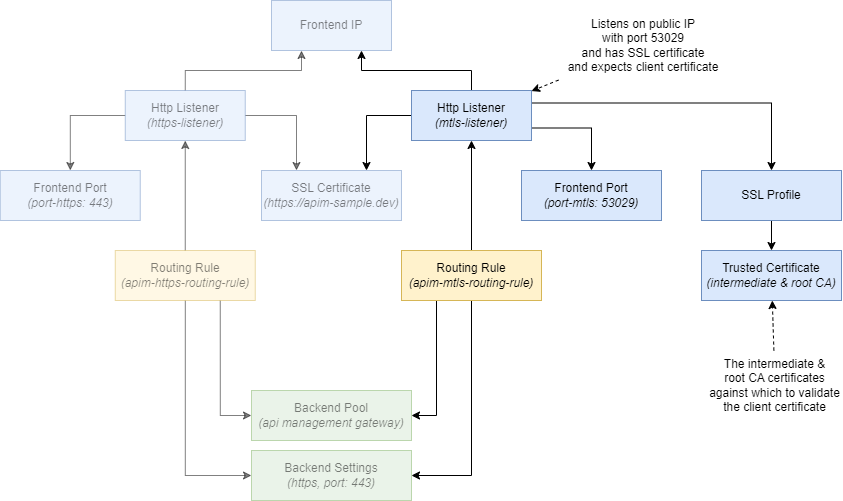 Frontend IP
Listens on public IP
with port 53029
and has SSL certificate
and expects client certificate
Http Listener
(https-listener)
Http Listener
(mtls-listener)
Frontend Port
(port-https: 443)
SSL Certificate
(https://apim-sample.dev)
Frontend Port
(port-mtls: 53029)
SSL Profile
Routing Rule
(apim-https-routing-rule)
Routing Rule
(apim-mtls-routing-rule)
Trusted Certificate
(intermediate & root CA)
The intermediate &
root CA certificates
against which to validate
the client certificate
Backend Pool
(api management gateway)
Backend Settings
(https, port: 443)